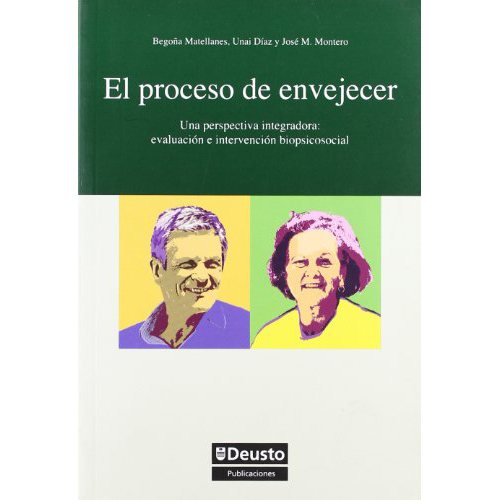 Begoña Matellanes, Unai Díaz y José M. Montero
El proceso de envejecer
Una perspectiva integradora:
evaluación e intervención biopsicosocial
Deusto
Publicaciones